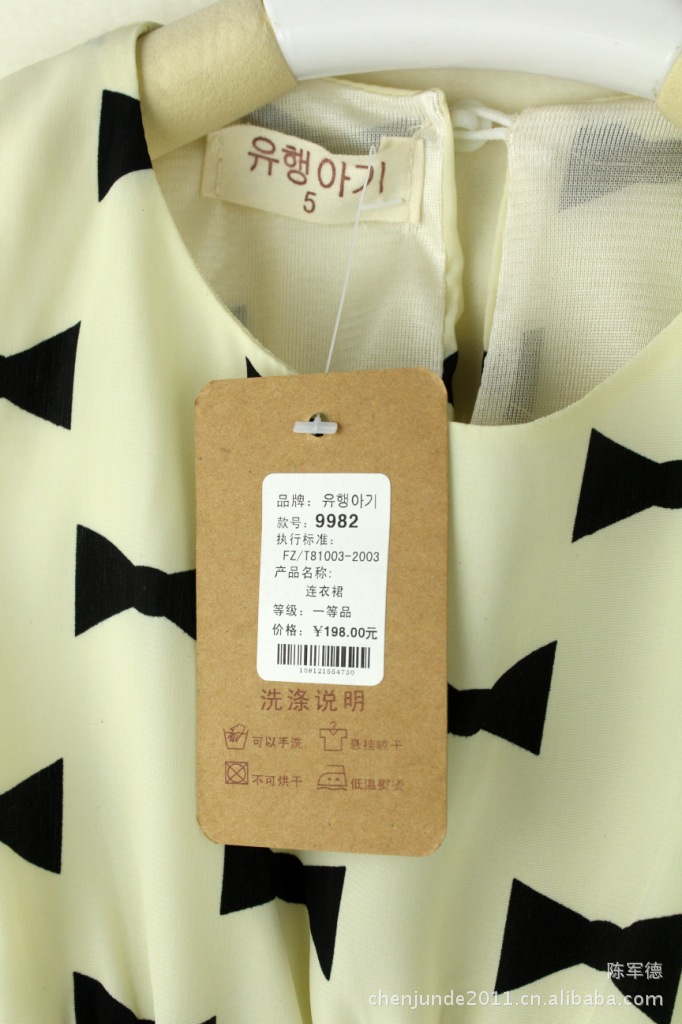 유행아기
5
品牌: 유행아기
款号: 9982
执行标准:
FZ/T81003-2003
产品名称:
连衣裙
等级: 一等品
价格: ¥198.00元
158121554730
洗涤说明
可以手洗 悬挂晾干
不可烘干 低温熨烫
陈军德
chenjunde2011.cn.alibaba.com